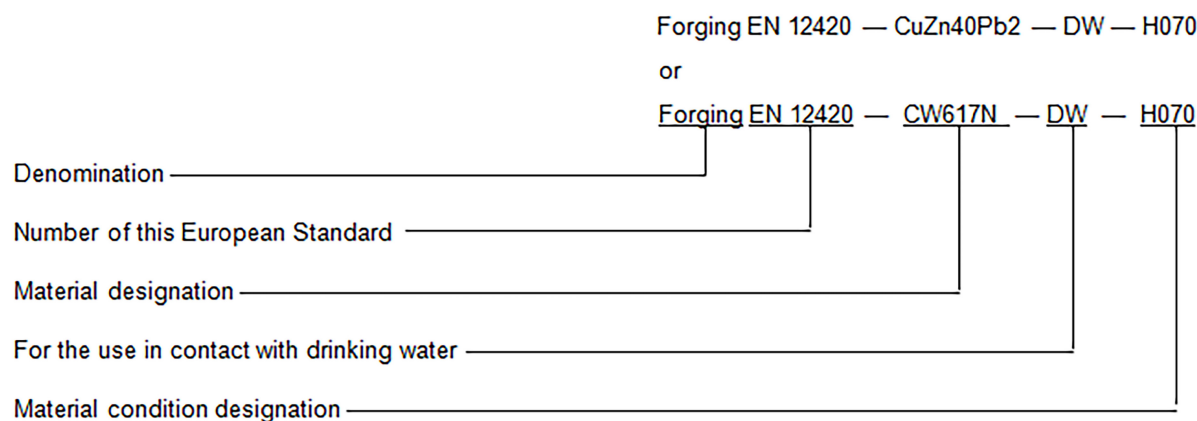 Forging EN 12420 — CuZn40Pb2 — DW — H070
or
Forging EN 12420 — CW617N — DW — H070
Denomination
Number of this European Standard
Material designation
For the use in contact with drinking water
Material condition designation